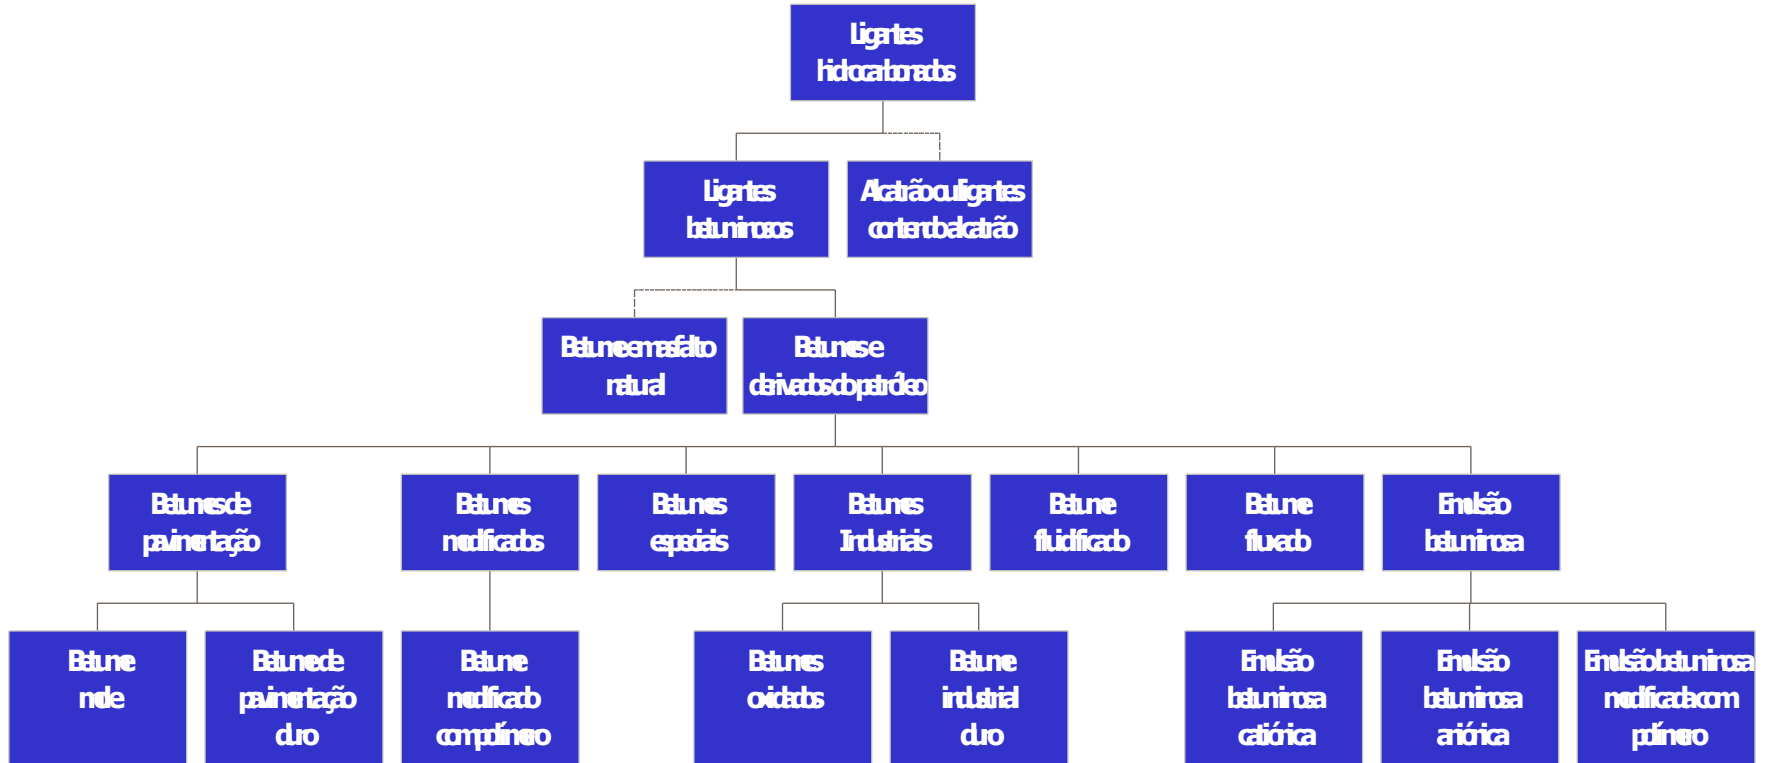 Ligantes
hidrocarbonados
Ligantes
betuminosos
Alcatrão ou ligantes
contendo alcatrão
Betume em asfalto
natural
Betumes e
derivados do petróleo
Betumes de
pavimentação
Betumes
modificados
Betumes
especiais
Betumes
Industriais
Betume
fluidificado
Betume
fluxado
Emulsão
betuminosa
Betume
mole
Betume de
pavimentação
duro
Betume
modificado
com polímero
Betumes
oxidados
Betume
industrial
duro
Emulsão
betuminosa
catiónica
Emulsão
betuminosa
aniónica
Emulsão betuminosa
modificada com
polímero